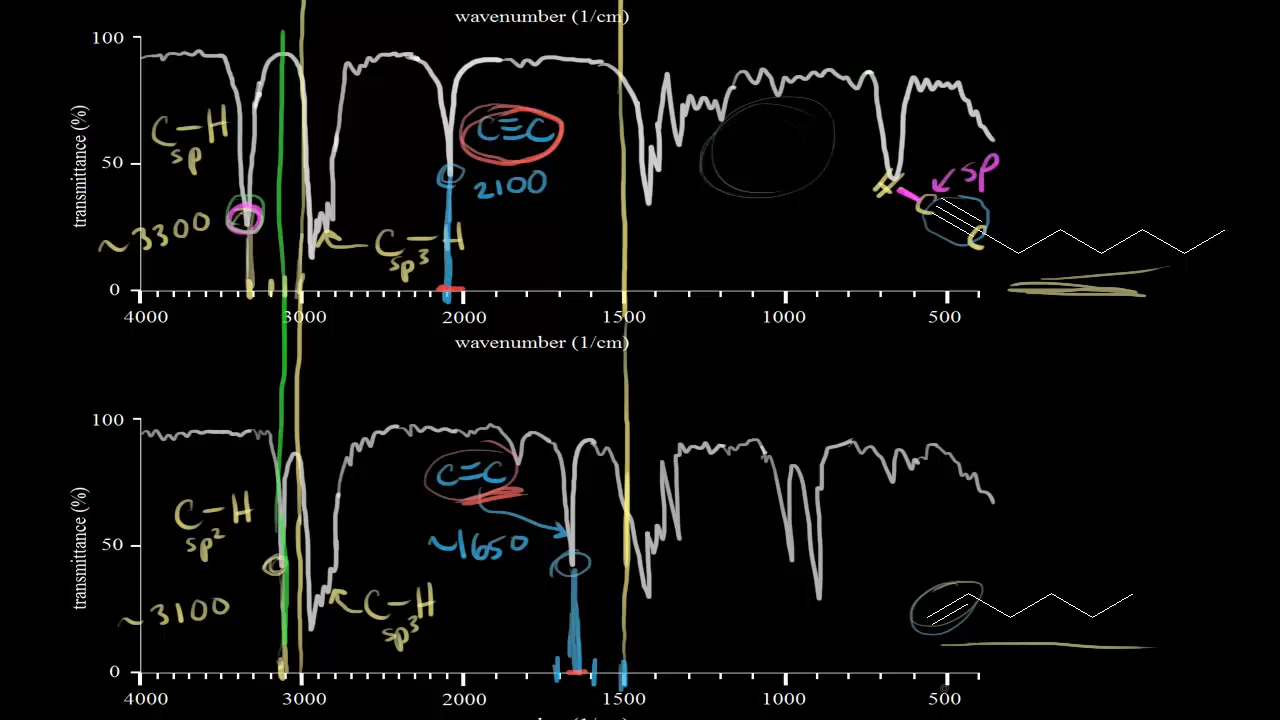 wavenumber (1/cm)
100
50
0
transmittance (%)
C-H
sp
~3300
C-H
sp³
C≡C
2100
H
C
C
sp
4000 3000 2000 1500 1000 500
wavenumber (1/cm)
100
50
0
transmittance (%)
C-H
sp²
~3100
C-H
sp³
C=C
~1650
4000 3000 2000 1500 1000 500